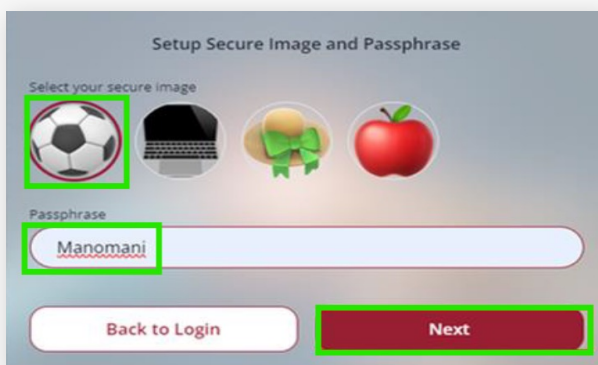 Setup Secure Image and Passphrase
Select your secure image
Passphrase
Manomani
Back to Login
Next